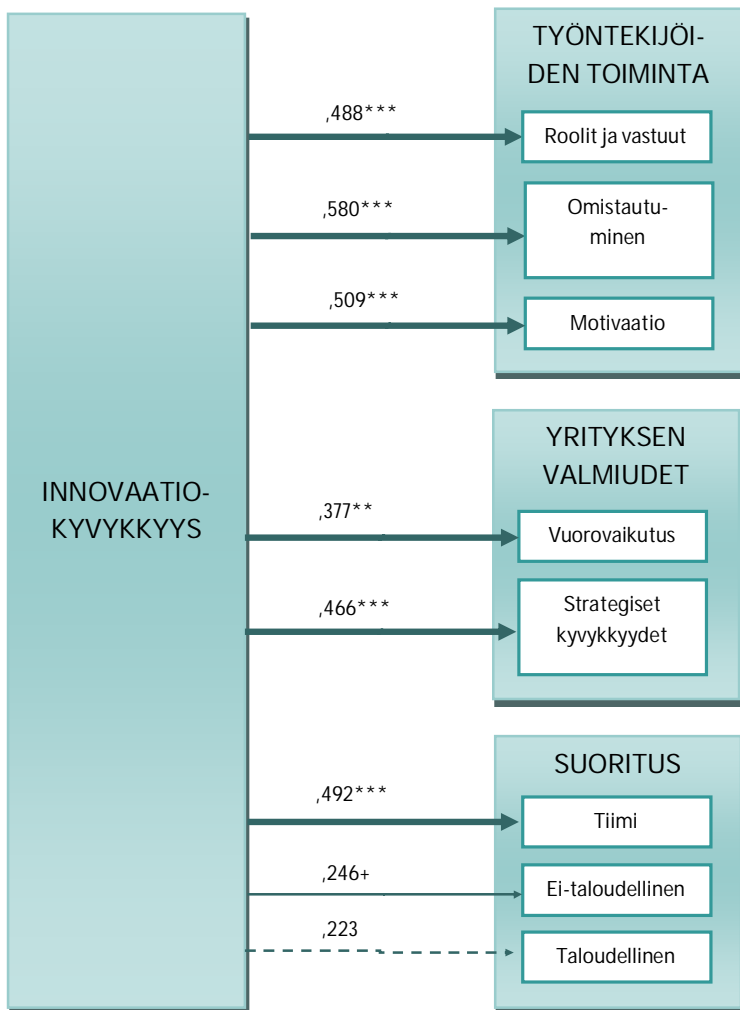 TYÖNTEKIJÖI-
DEN TOIMINTA
,488***
Roolit ja vastuut
,580***
Omistautu-
minen
,509***
Motivaatio
INNOVAATIO-
KYVYKKYYS
YRITYKSEN
VALMIUDET
,377**
Vuorovaikutus
,466***
Strategiset
kyvykkyydet
SUORITUS
,492***
Tiimi
,246+
Ei-taloudellinen
,223
Taloudellinen